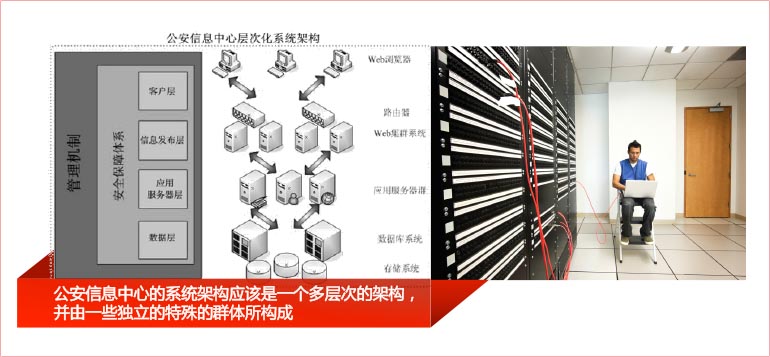 公安信息中心层次化系统架构
管理机制
安全保障体系
客户层
信息发布层
应用
服务器层
数据层
Web浏览器
路由器
Web集群系统
应用服务器群
数据库系统
存储系统
公安信息中心的系统架构应该是一个多层次的架构，
并由一些独立的特殊的群体所构成